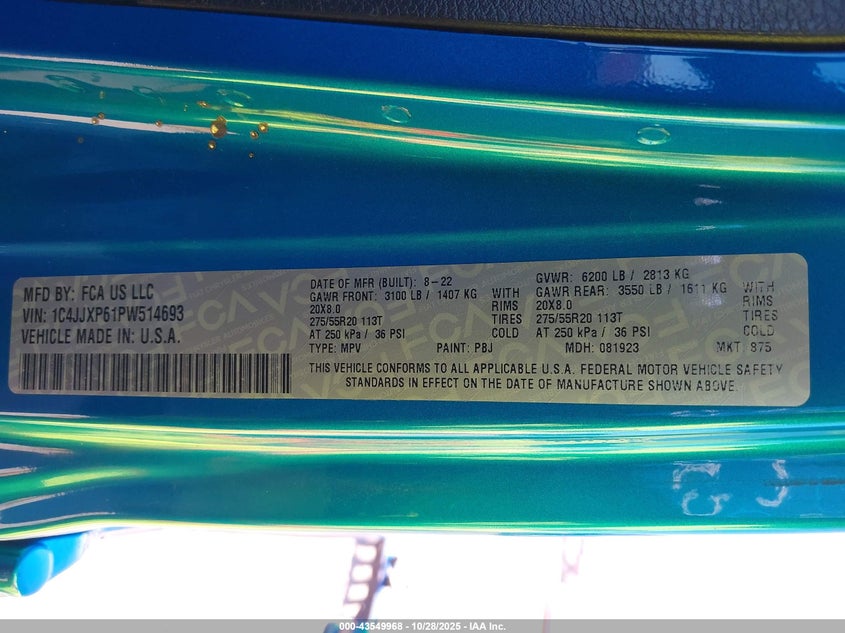 MFD BY: FCA US LLC
VIN: 1C4JJXP61PW514693
VEHICLE MADE IN: U.S.A.
DATE OF MFR (BUILT): 8-22
GAWR FRONT: 3100 LB / 1407 KG WITH
20X8.0 RIMS
275/55R20 113T TIRES
AT 250 kPa / 36 PSI COLD
GVWR: 6200 LB / 2813 KG
GAWR REAR: 3550 LB / 1611 KG WITH
20X8.0 RIMS
275/55R20 113T TIRES
AT 250 kPa / 36 PSI COLD
TYPE: MPV PAINT: PBJ MDH: 081923 MKT: 875
THIS VEHICLE CONFORMS TO ALL APPLICABLE U.S.A. FEDERAL MOTOR VEHICLE SAFETY
STANDARDS IN EFFECT ON THE DATE OF MANUFACTURE SHOWN ABOVE.
000-43549968 - 10/28/2025 - IAA Inc.